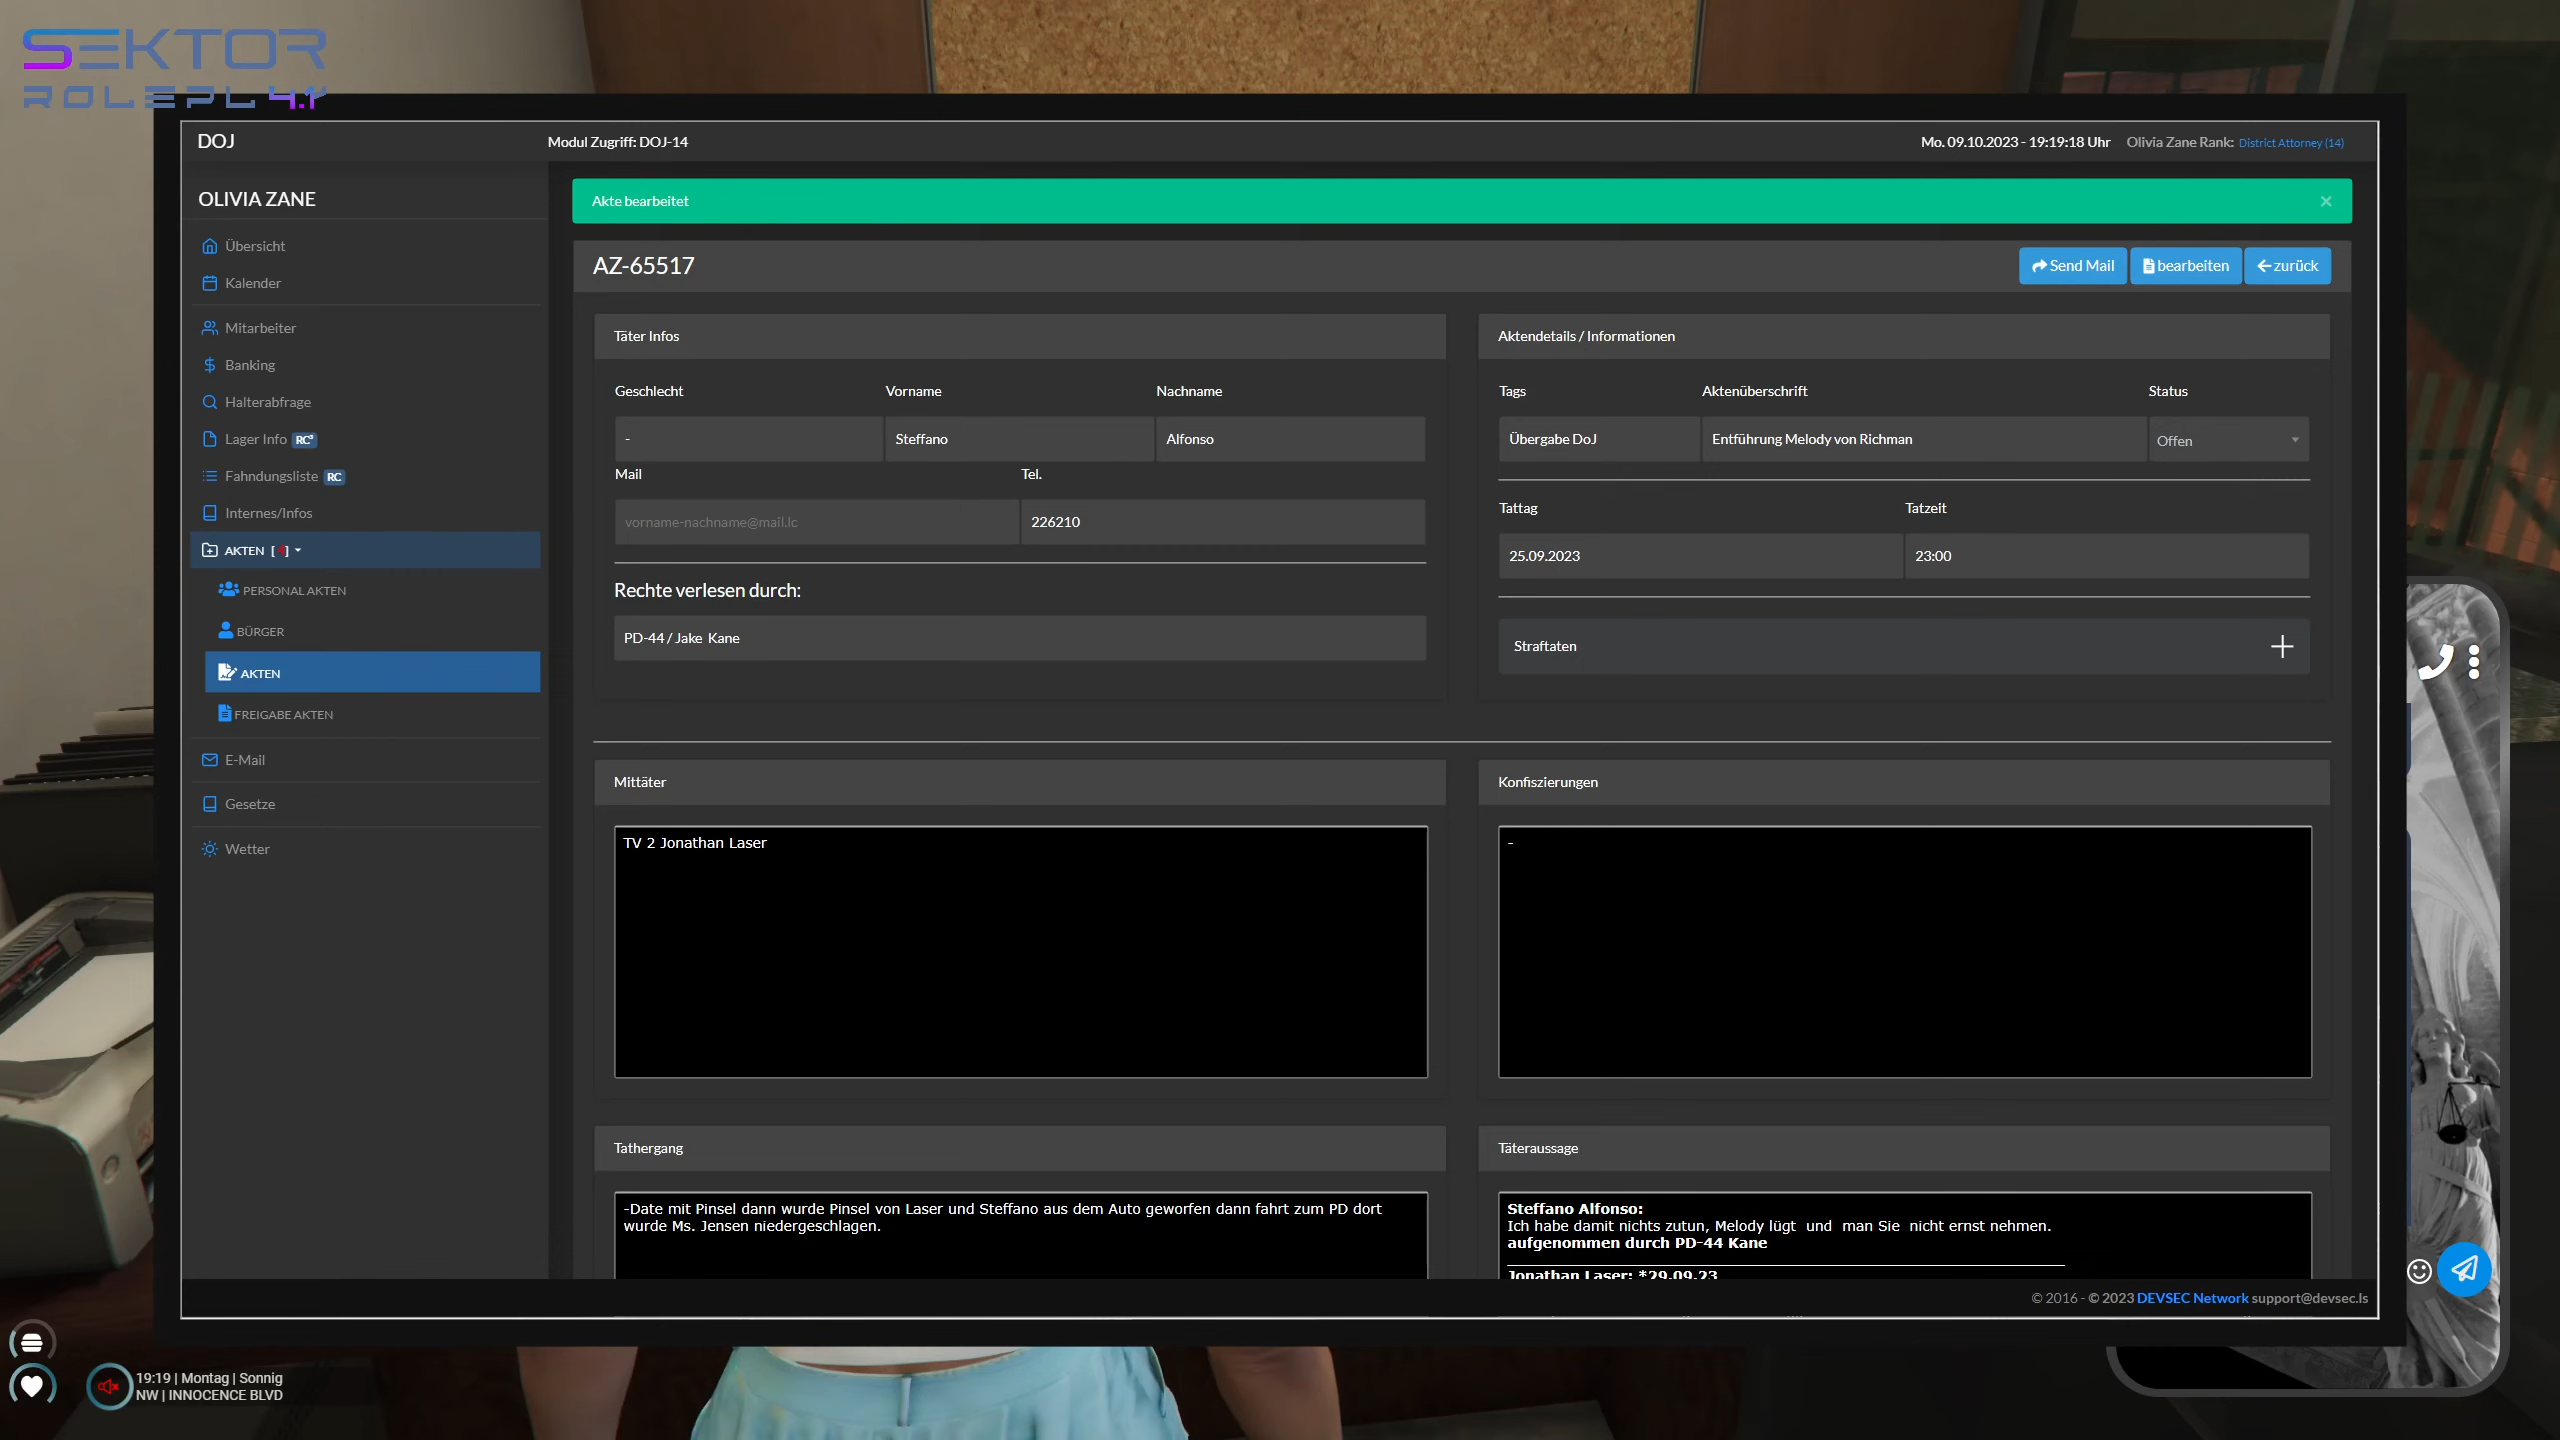 SEKTOR
ROLEPL4.Y
DOJ
Modul Zugriff: DOJ-14
Mo. 09.10.2023 - 19:19:18 Uhr
Olivia Zane Rank: District Attorney (14)
OLIVIA ZANE
Übersicht
Kalender
Mitarbeiter
Banking
Halterabfrage
Lager Info RC³
Fahndungsliste RC
Internes/Infos
AKTEN
PERSONAL AKTEN
BÜRGER
AKTEN
FREIGABE AKTEN
E-Mail
Gesetze
Wetter
Akte bearbeitet
×
AZ-65517
Send Mail
bearbeiten
zurück
Täter Infos
Geschlecht
Vorname
Nachname
-
Steffano
Alfonso
Mail
Tel.
vorname-nachname@mail.lc
226210
Rechte verlesen durch:
PD-44 / Jake Kane
Aktendetails / Informationen
Tags
Aktenüberschrift
Status
Übergabe DoJ
Entführung Melody von Richman
Offen
Tattag
Tatzeit
25.09.2023
23:00
Straftaten
Mittäter
TV 2 Jonathan Laser
Konfiszierungen
-
Tathergang
-Date mit Pinsel dann wurde Pinsel von Laser und Steffano aus dem Auto geworfen dann fahrt zum PD dort
wurde Ms. Jensen niedergeschlagen.
Täteraussage
Steffano Alfonso:
Ich habe damit nichts zutun, Melody lügt und man Sie nicht ernst nehmen.
aufgenommen durch PD-44 Kane
Jonathan Laser: *29.09.23
© 2016 - © 2023 DEVSEC Network support@devsec.ls
19:19 | Montag | Sonnig
NW | INNOCENCE BLVD